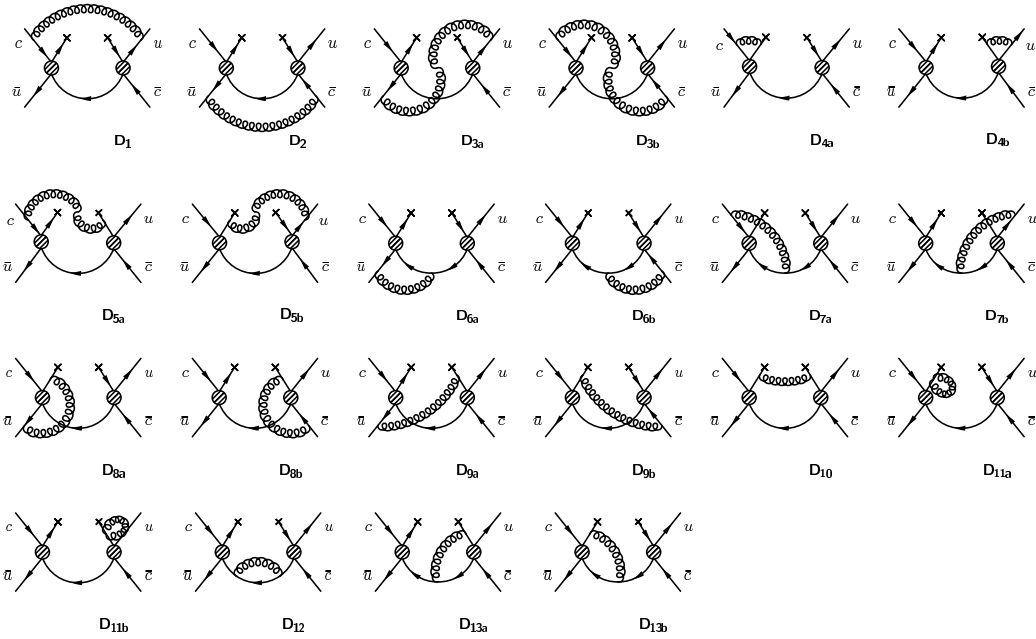 c u c u c u c u c u c u
ū c̄ ū c̄ ū c̄ ū c̄ ū c̄ ū c̄
D1 D2 D3a D3b D4a D4b
c u c u c u c u c u c u
ū c̄ ū c̄ ū c̄ ū c̄ ū c̄ ū c̄
D5a D5b D6a D6b D7a D7b
c u c u c u c u c u c u
ū c̄ ū c̄ ū c̄ ū c̄ ū c̄ ū c̄
D8a D8b D9a D9b D10 D11a
c u c u c u c u
ū c̄ ū c̄ ū c̄ ū c̄
D11b D12 D13a D13b